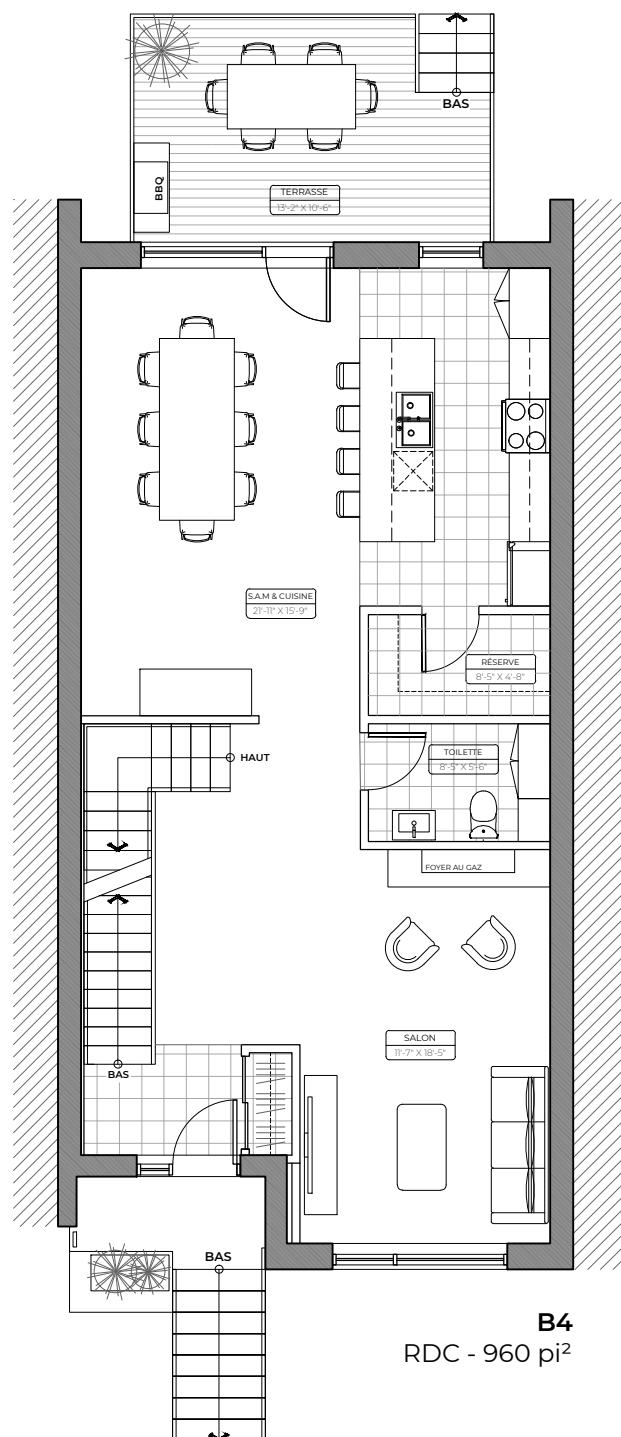 BAS
BBQ
TERRASSE
13'-2" X 10'-6"
S.A.M & CUISINE
21'-11" X 15'-9"
RÉSERVE
8'-5" X 4'-8"
HAUT
TOILETTE
8'-5" X 5'-6"
FOYER AU GAZ
SALON
11'-7" X 18'-5"
BAS
BAS
B4
RDC - 960 pi²